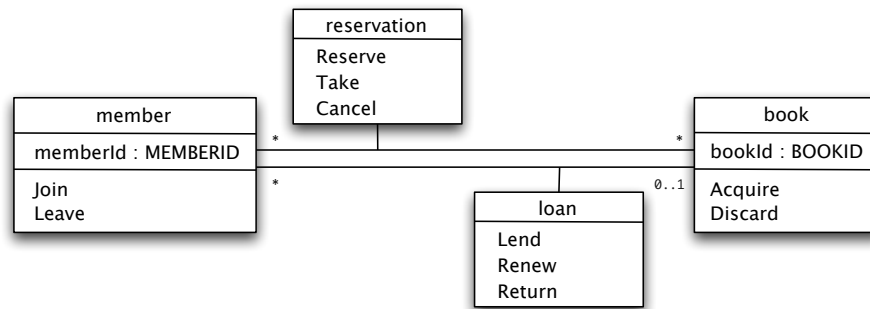 reservation
Reserve
Take
Cancel
member
memberId : MEMBERID
Join
Leave
*
*
*
0..1
book
bookId : BOOKID
Acquire
Discard
loan
Lend
Renew
Return